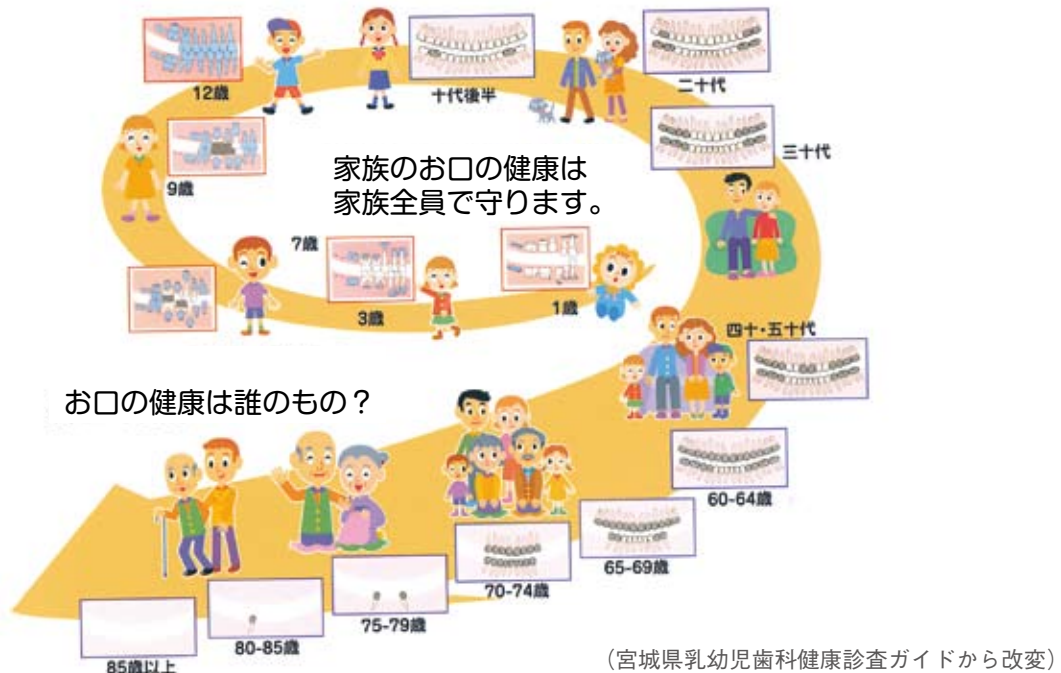 12歳
十代後半
二十代
三十代
9歳
家族のお口の健康は
家族全員で守ります。
7歳
3歳
1歳
四十・五十代
お口の健康は誰のもの？
60-64歳
65-69歳
70-74歳
75-79歳
80-85歳
85歳以上
（宮城県乳幼児歯科健康診査ガイドから改変）